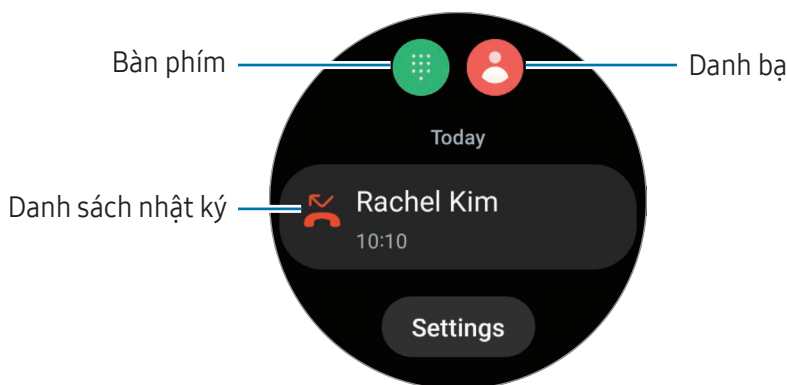 Bàn phím
Danh bạ
Today
Danh sách nhật ký
Rachel Kim
10:10
Settings